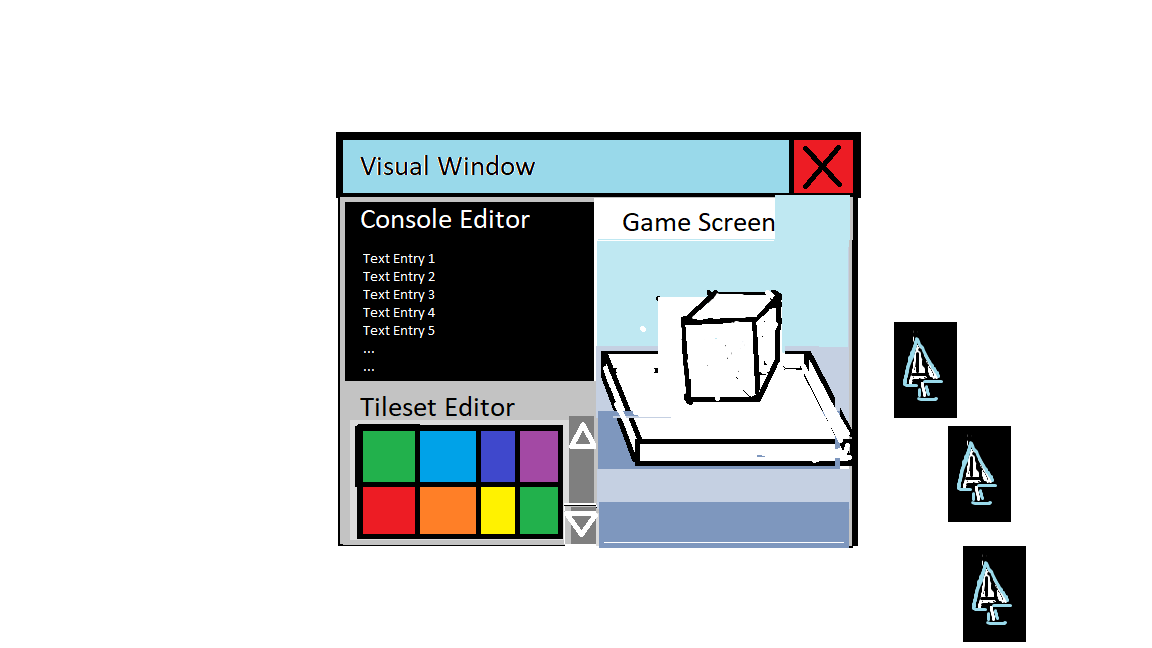 Visual Window
Console Editor
Game Screen
Text Entry 1
Text Entry 2
Text Entry 3
Text Entry 4
Text Entry 5
...
...
Tileset Editor